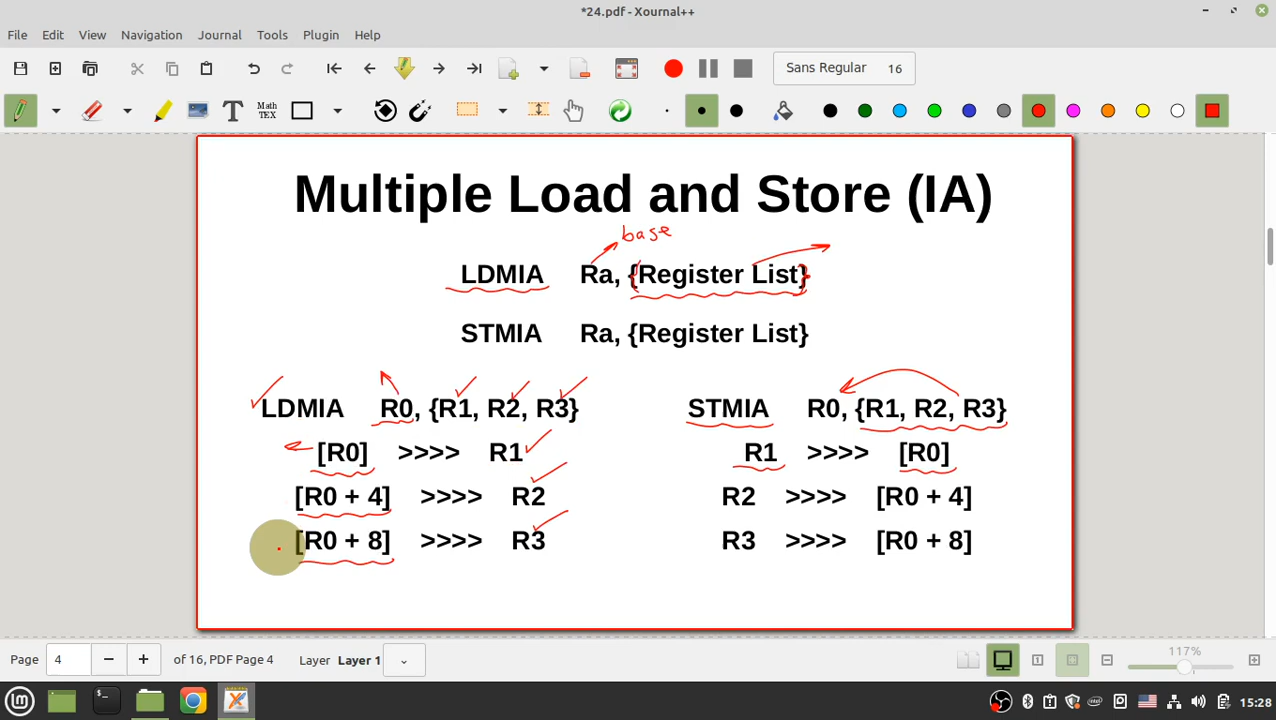 *24.pdf - Xournal++
File Edit View Navigation Journal Tools Plugin Help
Sans Regular 16
Math TEX
Multiple Load and Store (IA)
base
LDMIA Ra, {Register List}
STMIA Ra, {Register List}
LDMIA R0, {R1, R2, R3}
[R0] >>>> R1
[R0 + 4] >>>> R2
[R0 + 8] >>>> R3
STMIA R0, {R1, R2, R3}
R1 >>>> [R0]
R2 >>>> [R0 + 4]
R3 >>>> [R0 + 8]
Page 4 of 16, PDF Page 4 Layer Layer 1 117%
15:28